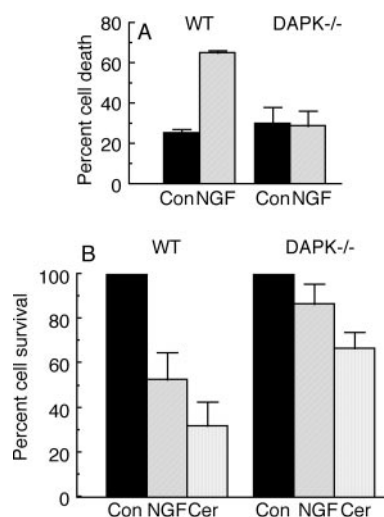 A
WT DAPK-/-
Percent cell death
80
60
40
20
0
Con NGF Con NGF
B
WT DAPK-/-
Percent cell survival
100
80
60
40
20
0
Con NGF Cer Con NGF Cer